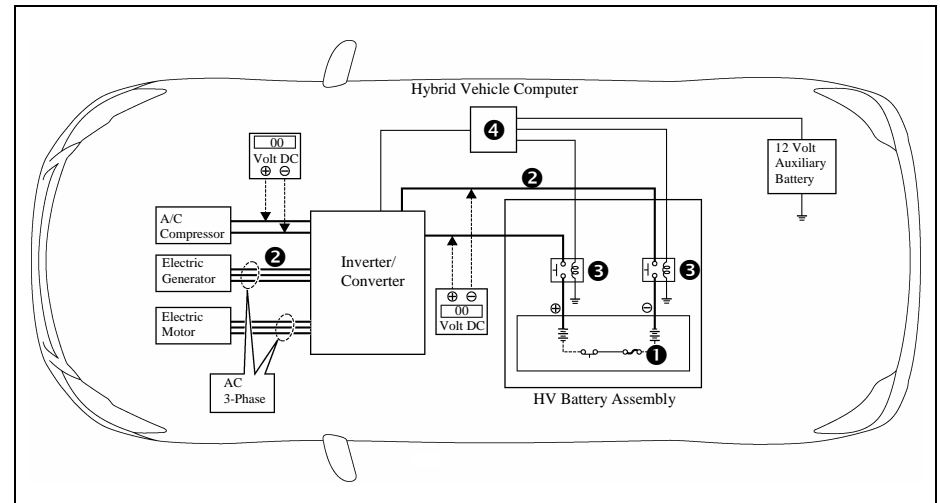 Hybrid Vehicle Computer
❹
00
Volt DC
⊕ ⊖
12 Volt
Auxiliary
Battery
❷
A/C
Compressor
❷
Electric
Generator
Inverter/
Converter
❸
❸
Electric
Motor
⊕ ⊖
00
Volt DC
⊕
⊖
❶
AC
3-Phase
HV Battery Assembly